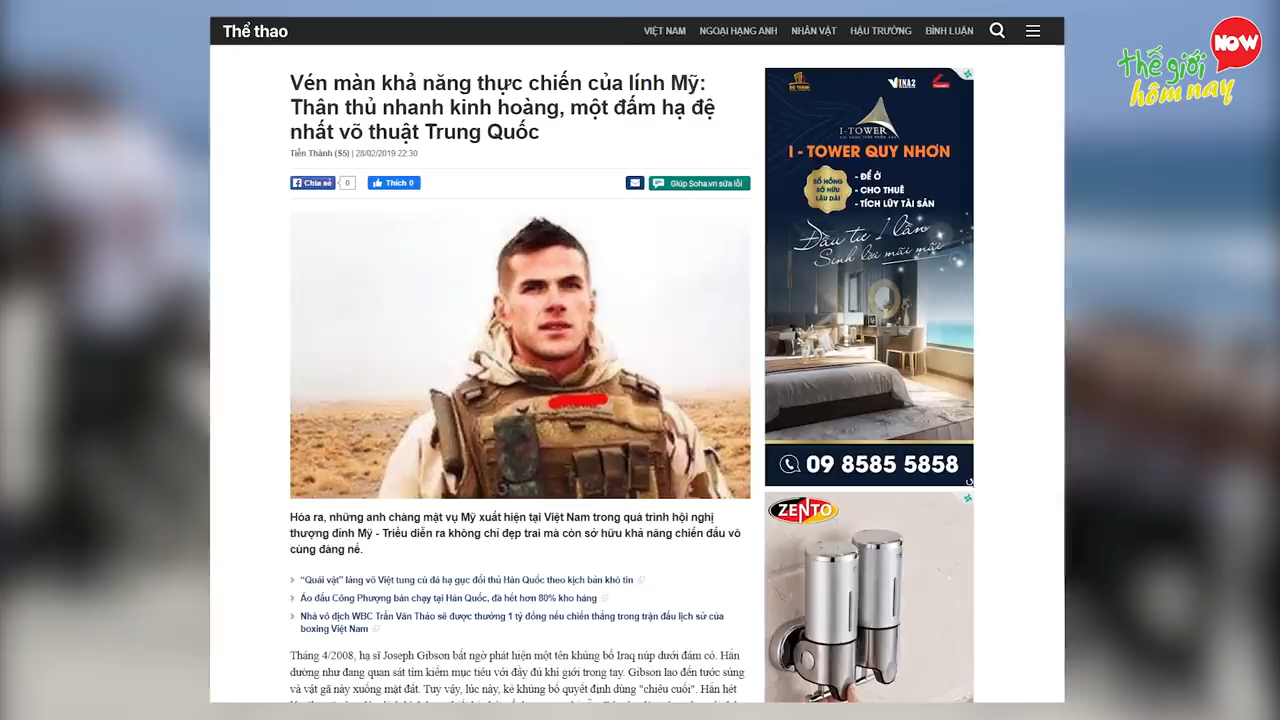 Thể thao
VIỆT NAM NGOẠI HẠNG ANH NHÂN VẬT HẬU TRƯỜNG BÌNH LUẬN
thế giới
hôm nay
NOW
Vén màn khả năng thực chiến của lính Mỹ:
Thân thủ nhanh kinh hoàng, một đấm hạ đệ
nhất võ thuật Trung Quốc
Tiến Thành (S5) | 28/02/2019 22:30
Chia sẻ 0 Thích 0 Giúp Soha.vn sửa lỗi
Hóa ra, những anh chàng mật vụ Mỹ xuất hiện tại Việt Nam trong quá trình hội nghị
thượng đỉnh Mỹ - Triều diễn ra không chỉ đẹp trai mà còn sở hữu khả năng chiến đấu vô
cùng đáng nể.
“Quái vật” làng võ Việt tung cú đá hạ gục đối thủ Hàn Quốc theo kịch bản khó tin
Áo đấu Công Phượng bán chạy tại Hàn Quốc, đã hết hơn 80% kho hàng
Nhà vô địch WBC Trần Văn Thảo sẽ được thưởng 1 tỷ đồng nếu chiến thắng trong trận đấu lịch sử của
boxing Việt Nam
Tháng 4/2008, hạ sĩ Joseph Gibson bất ngờ phát hiện một tên khủng bố Iraq núp dưới đám cỏ. Hắn
dường như đang quan sát tìm kiếm mục tiêu với đầy đủ khí giới trong tay. Gibson lao đến tước súng
và vật gã này xuống mặt đất. Tuy vậy, lúc này, kẻ khủng bố quyết định dùng "chiêu cuối". Hắn hét
VINA2
I-TOWER
I - TOWER QUY NHƠN
SỔ HỒNG
SỞ HỮU
LÂU DÀI
- ĐỂ Ở
- CHO THUÊ
- TÍCH LŨY TÀI SẢN
Đầu tư 1 lần
Sinh lời mãi mãi
09 8585 5858
ZENTO